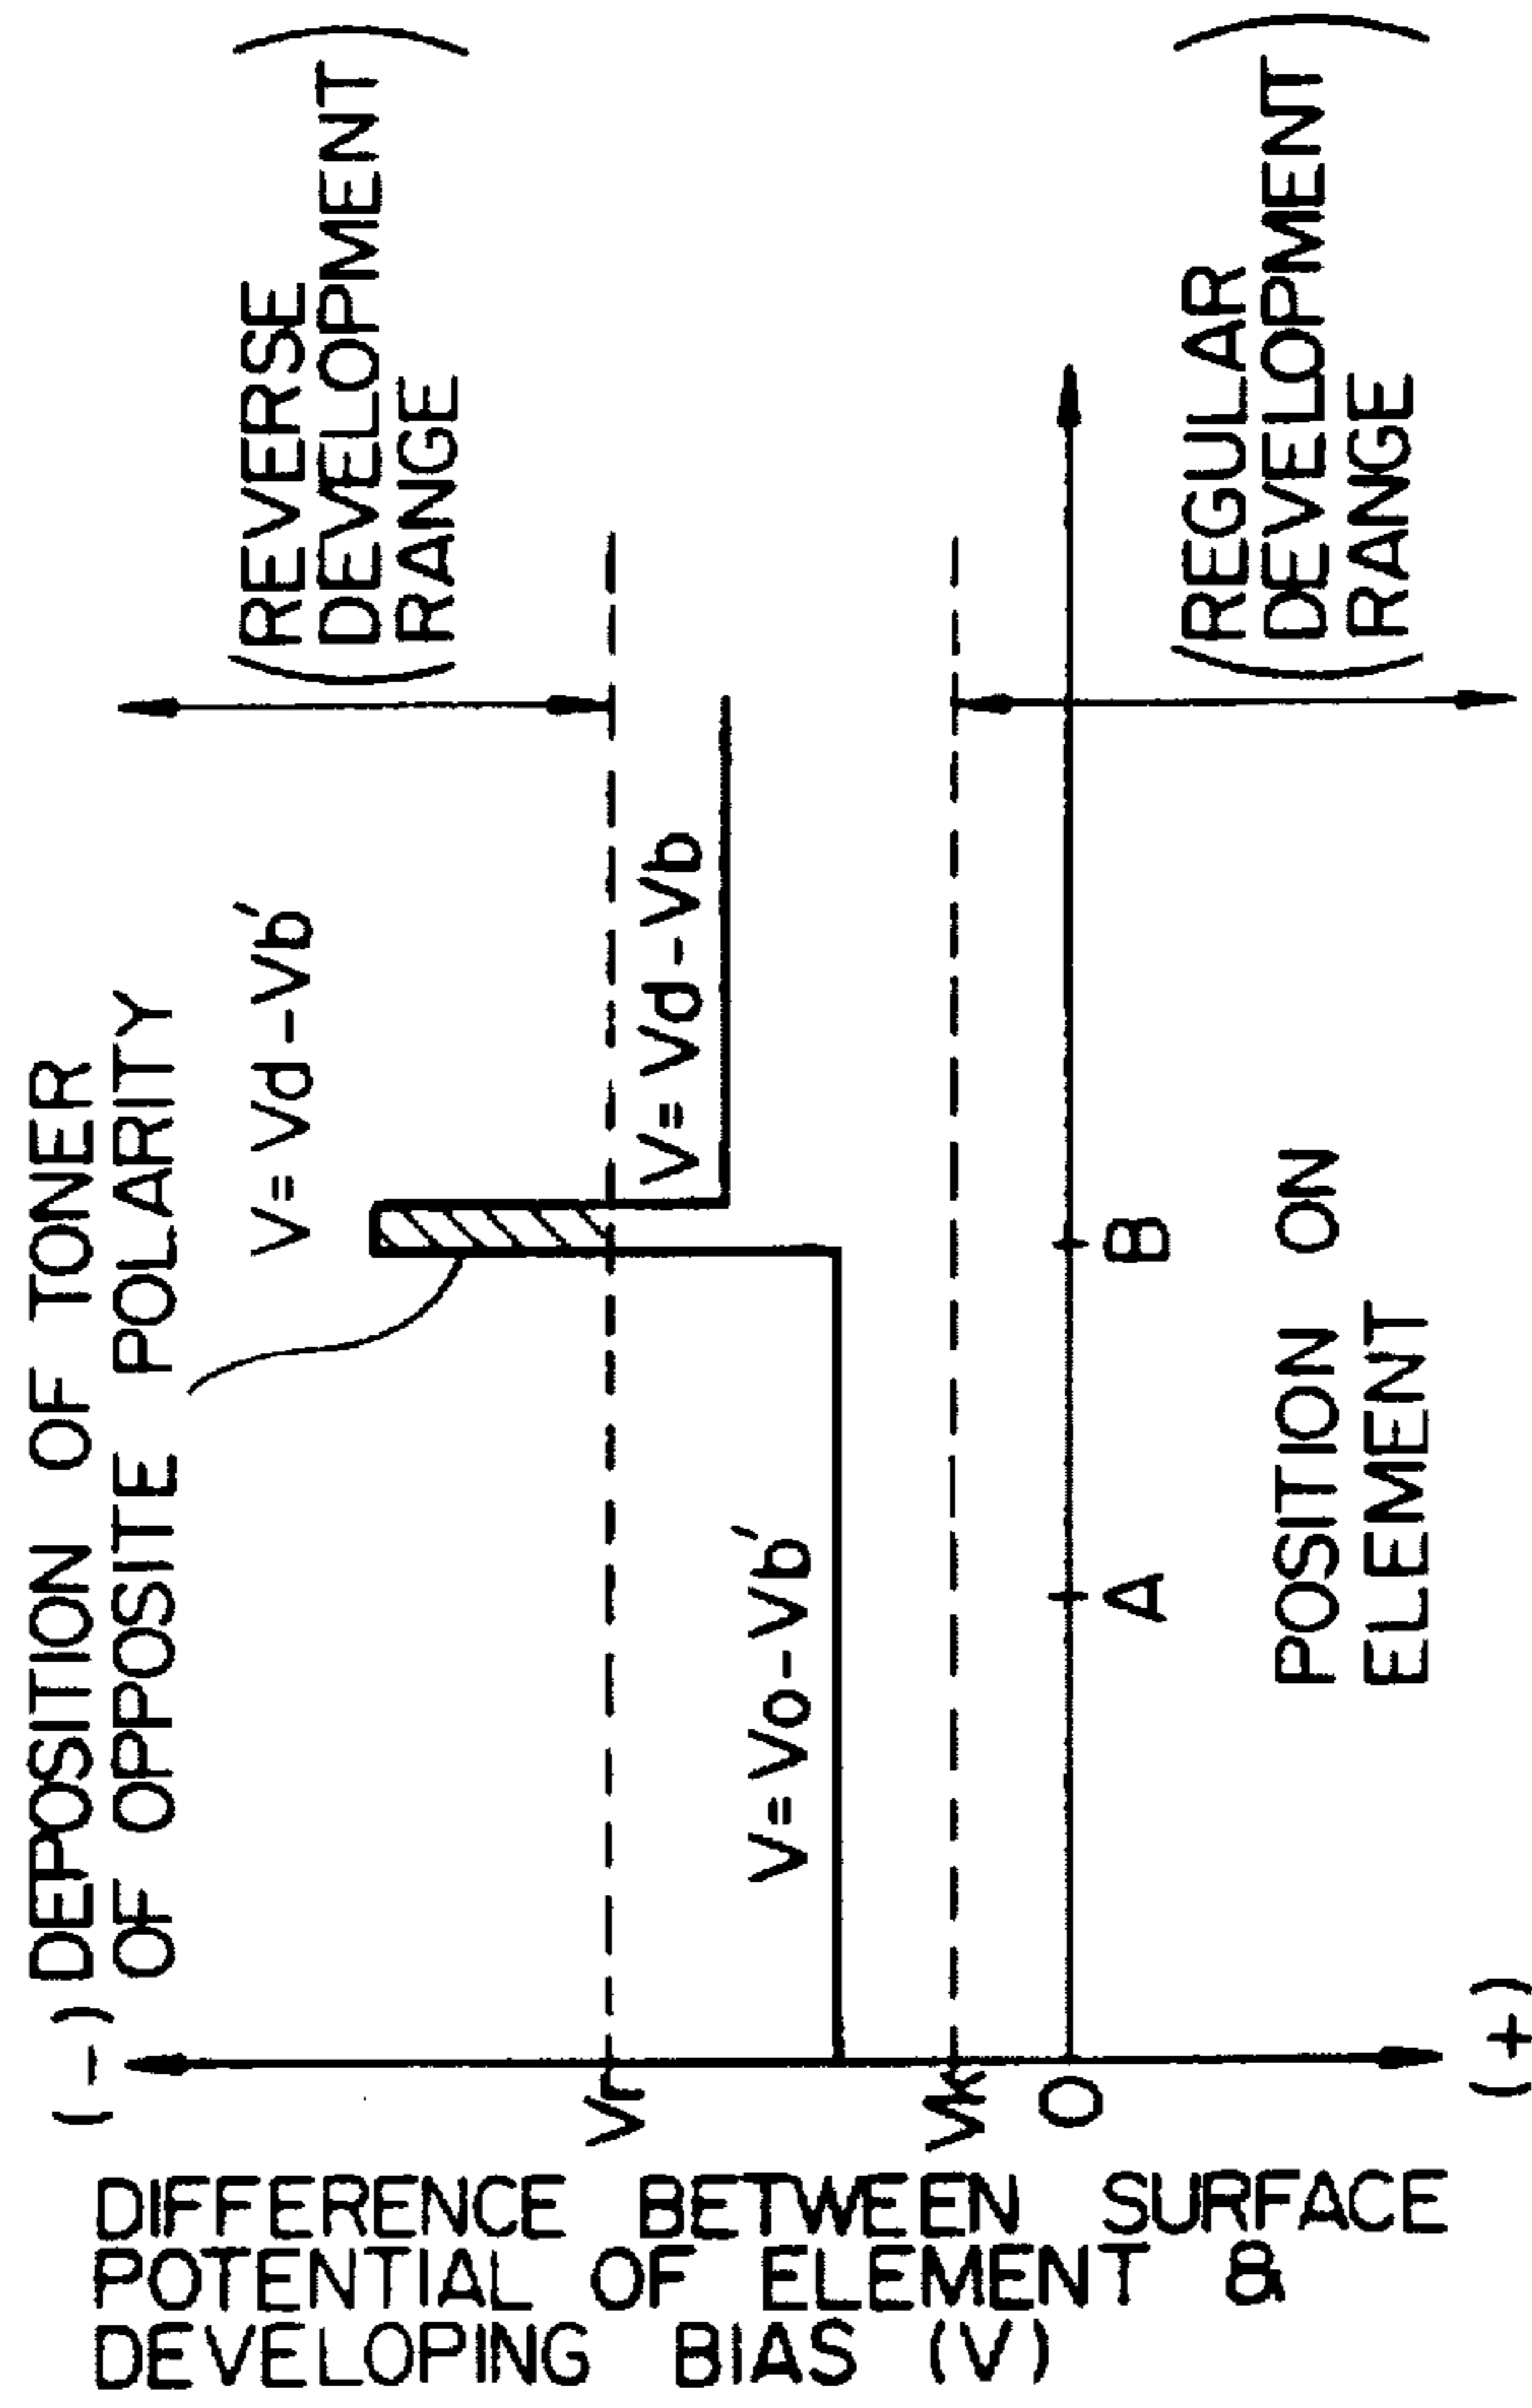 (-)
DEPOSITION OF TONER
OF OPPOSITE POLARITY
V=Vd-Vb'
(REVERSE
DEVELOPMENT
RANGE)
Vr
V=Vd-Vb
V=Vo-Vb'
Vk
O
A
B
(REGULAR
DEVELOPMENT
RANGE)
POSITION ON
ELEMENT
(+)
DIFFERENCE BETWEEN SURFACE
POTENTIAL OF ELEMENT &
DEVELOPING BIAS (V)